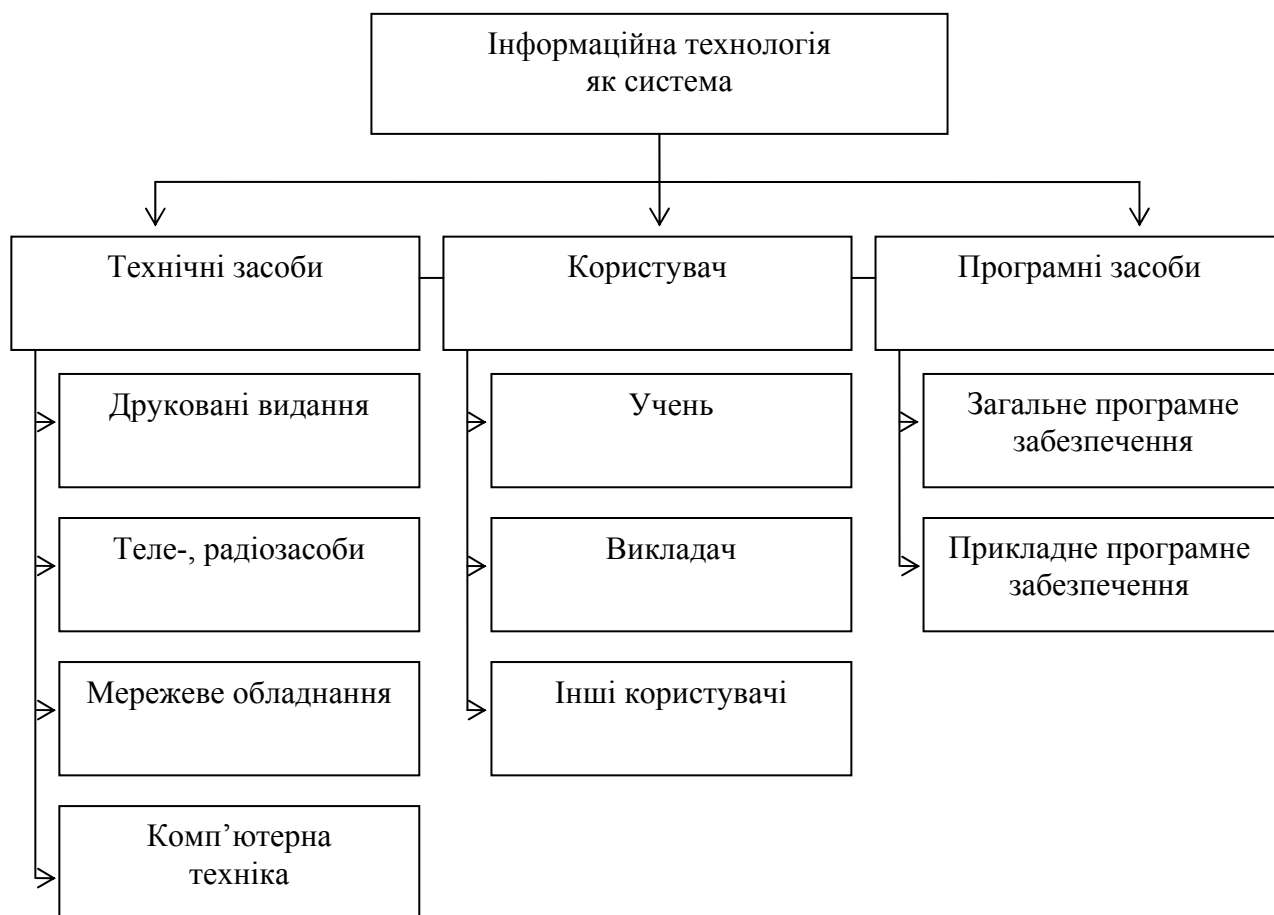 Інформаційна технологія
як система
Технічні засоби
Користувач
Програмні засоби
Друковані видання
Учень
Загальне програмне
забезпечення
Теле-, радіозасоби
Викладач
Прикладне програмне
забезпечення
Мережеве обладнання
Інші користувачі
Комп’ютерна
техніка